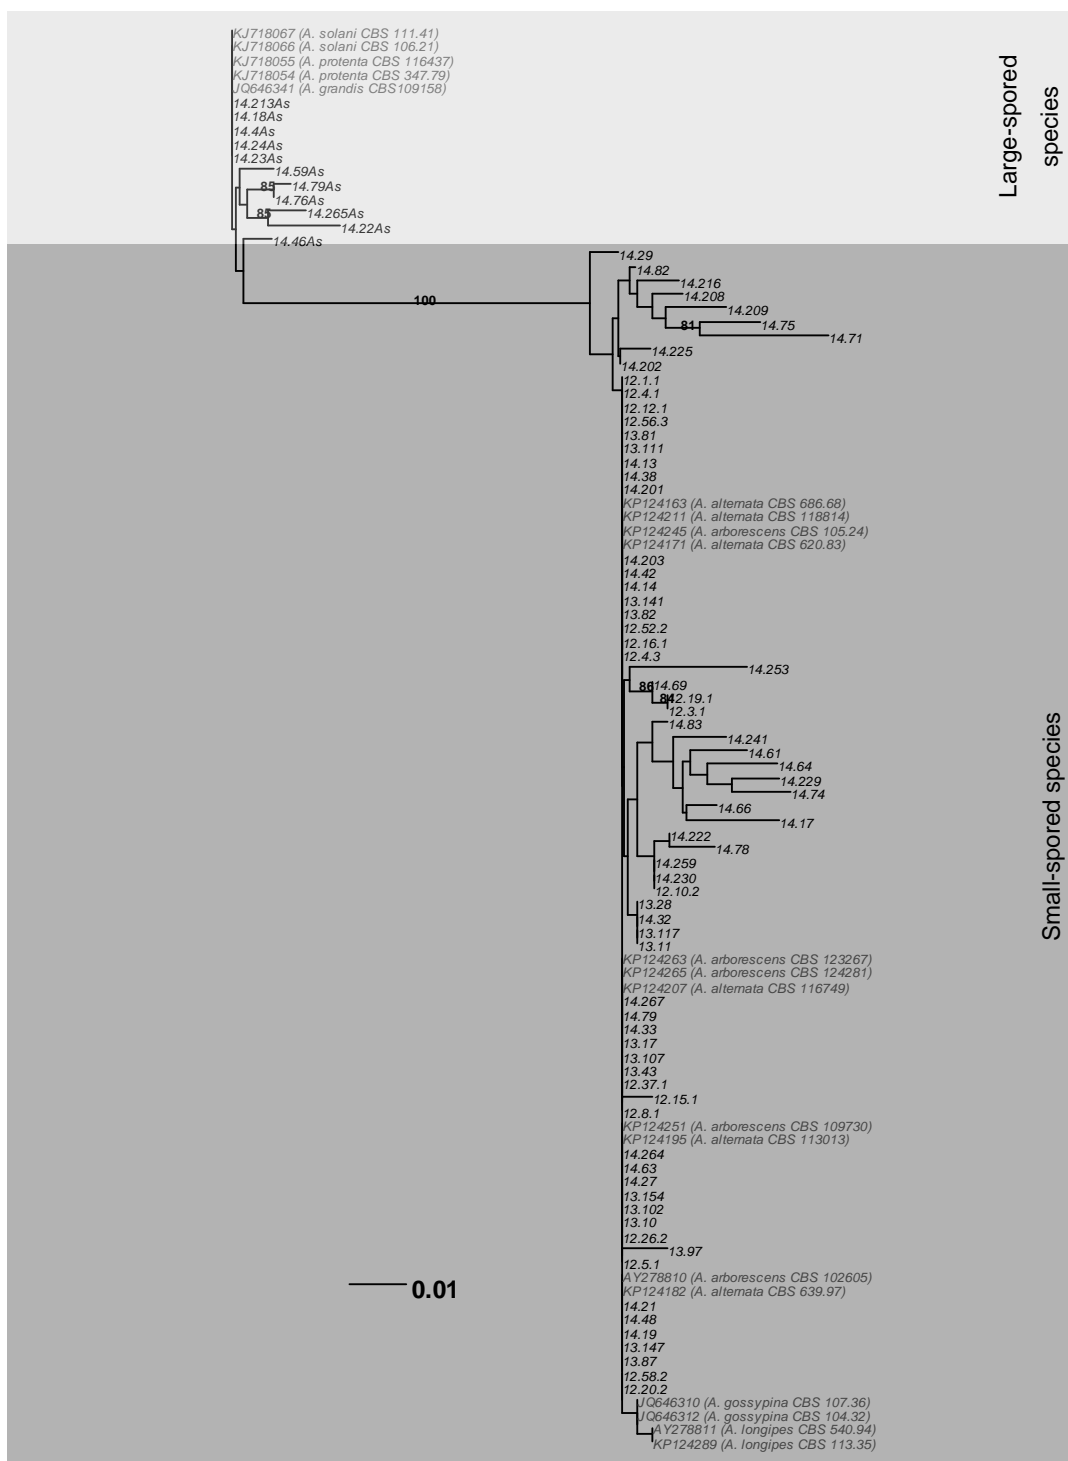 KJ718067 (A. solani CBS 111.41)
KJ718066 (A. solani CBS 106.21)
KJ718055 (A. protenta CBS 116437)
KJ718054 (A. protenta CBS 347.79)
JQ646341 (A. grandis CBS109158)
14.213As
14.18As
14.4As
14.24As
14.23As
14.59As
85
14.79As
14.76As
85
14.265As
14.22As
14.46As
Large-spored
species
14.29
14.82
14.216
14.208
14.209
81
14.75
14.71
100
14.225
14.202
12.1.1
12.4.1
12.12.1
12.56.3
13.81
13.111
14.13
14.38
14.201
KP124163 (A. alternata CBS 686.68)
KP124211 (A. alternata CBS 118814)
KP124245 (A. arborescens CBS 105.24)
KP124171 (A. alternata CBS 620.83)
14.203
14.42
14.14
13.141
13.82
12.52.2
12.16.1
12.4.3
14.253
86
14.69
84
12.19.1
12.3.1
14.83
14.241
14.61
14.64
14.229
14.74
14.66
14.17
14.222
14.78
14.259
14.230
12.10.2
13.28
14.32
13.117
13.11
Small-spored species
KP124263 (A. arborescens CBS 123267)
KP124265 (A. arborescens CBS 124281)
KP124207 (A. alternata CBS 116749)
14.267
14.79
14.33
13.17
13.107
13.43
12.37.1
12.15.1
12.8.1
KP124251 (A. arborescens CBS 109730)
KP124195 (A. alternata CBS 113013)
14.264
14.63
14.27
13.154
13.102
13.10
12.26.2
13.97
12.5.1
AY278810 (A. arborescens CBS 102605)
KP124182 (A. alternata CBS 639.97)
0.01
14.21
14.48
14.19
13.147
13.87
12.58.2
12.20.2
JQ646310 (A. gossypina CBS 107.36)
JQ646312 (A. gossypina CBS 104.32)
AY278811 (A. longipes CBS 540.94)
KP124289 (A. longipes CBS 113.35)